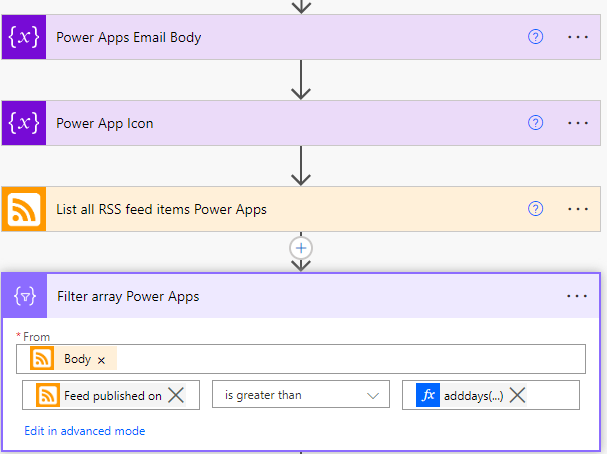 {x} Power Apps Email Body ? ...
{x} Power App Icon ? ...
List all RSS feed items Power Apps ? ...
Filter array Power Apps ...
* From
Body ×
Feed published on × is greater than fx adddays(...) ×
Edit in advanced mode